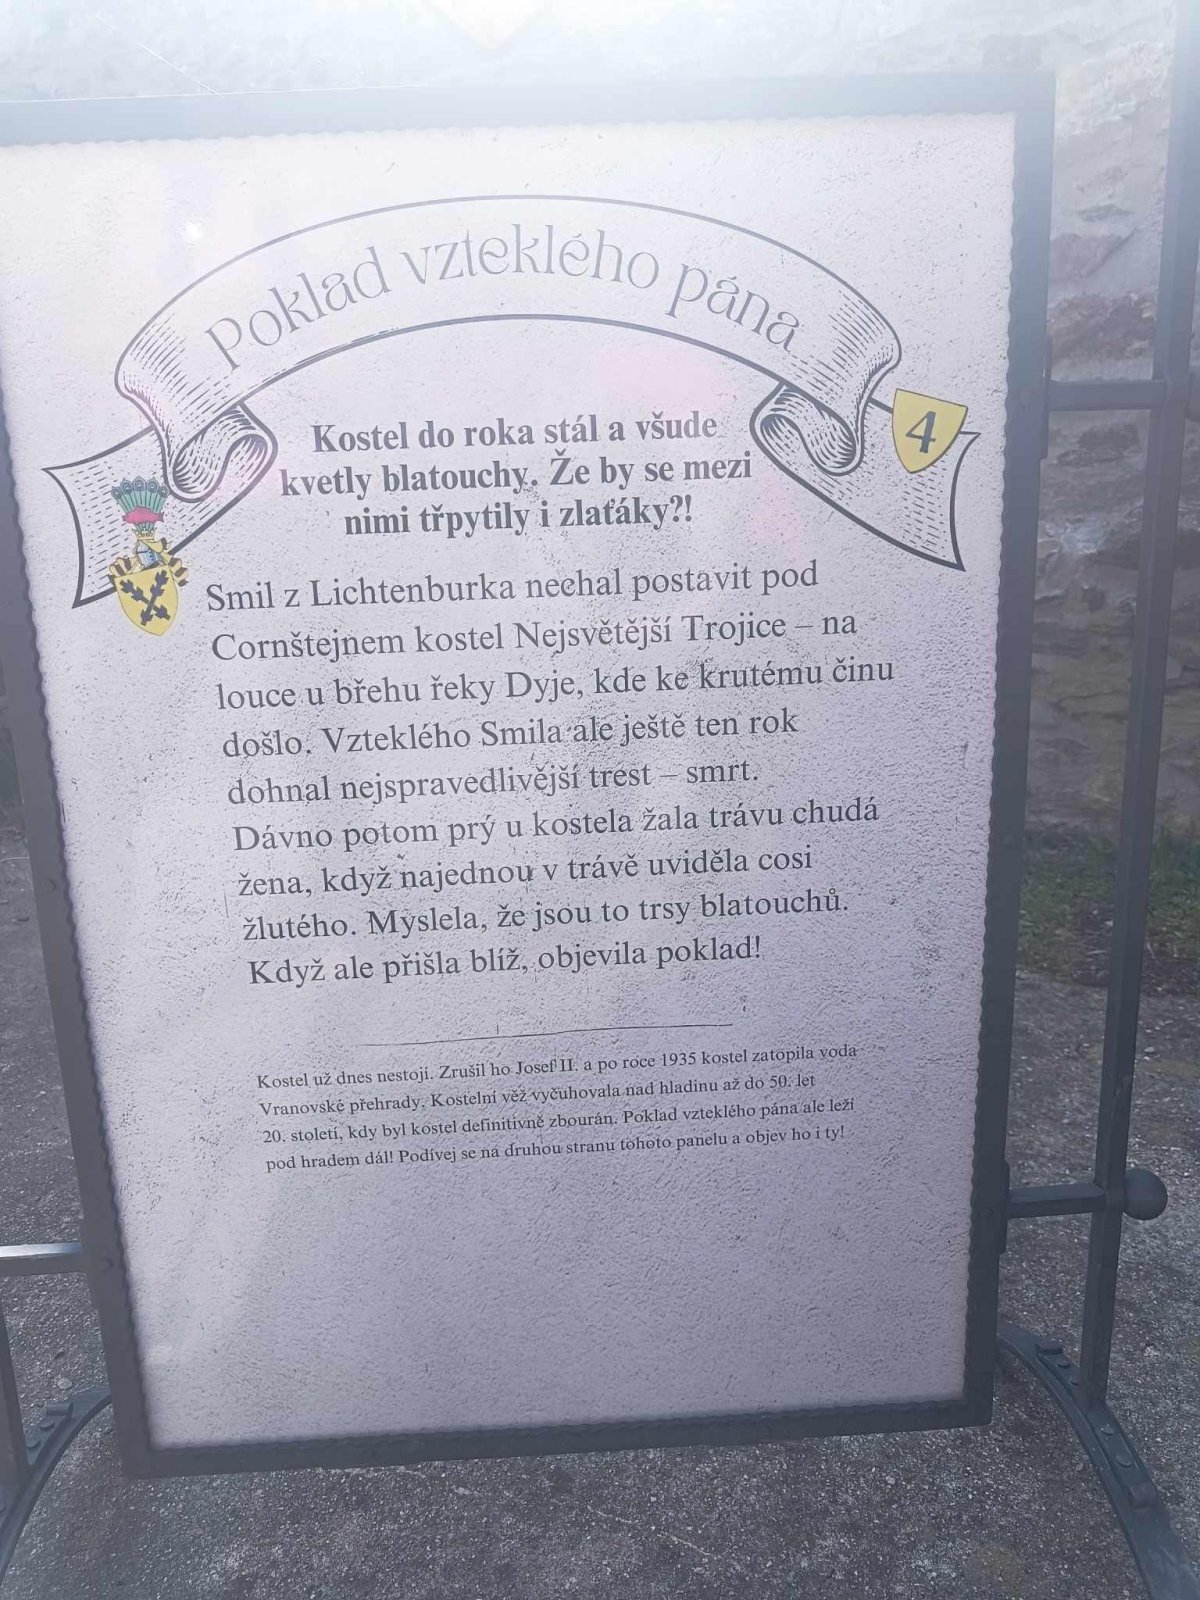 Poklad vzteklého pána
4
Kostel do roka stál a všude
kvetly blatouchy. Že by se mezi
nimi třpytily i zlaťáky?!
Smil z Lichtenburka nechal postavit pod
Cornštejnem kostel Nejsvětější Trojice – na
louce u břehu řeky Dyje, kde ke krutému činu
došlo. Vzteklého Smila ale ještě ten rok
dohnal nejspravedlivější trest – smrt.
Dávno potom prý u kostela žala trávu chudá
žena, když najednou v trávě uviděla cosi
žlutého. Myslela, že jsou to trsy blatouchů.
Když ale přišla blíž, objevila poklad!
Kostel už dnes nestojí. Zrušil ho Josef II. a po roce 1935 kostel zatopila voda
Vranovské přehrady. Kostelní věž vyčuhovala nad hladinu až do 50. let
20. století, kdy byl kostel definitivně zbourán. Poklad vzteklého pána ale leží
pod hradem dál! Podívej se na druhou stranu tohoto panelu a objev ho i ty!